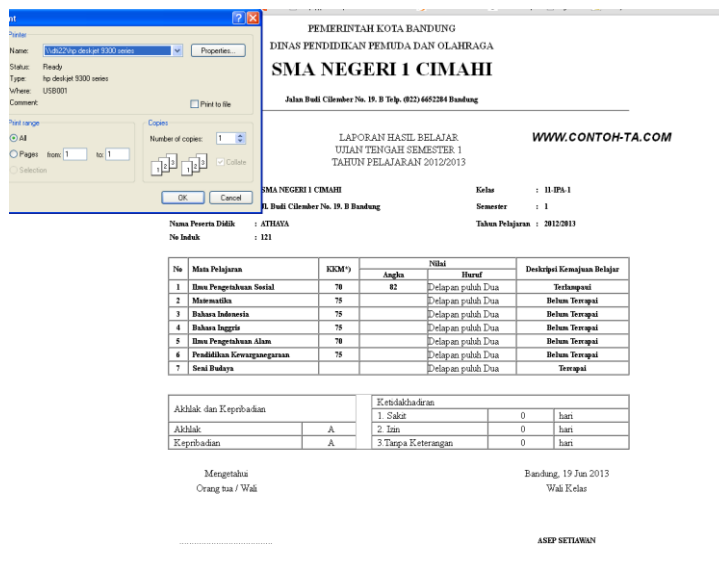 nt
PEMERINTAH KOTA BANDUNG
DINAS PENDIDIKAN PEMUDA DAN OLAHRAGA
SMA NEGERI 1 CIMAHI
Jalan Budi Cilember No. 19. B Telp. (022) 6652284 Bandung
Printer
Name: \\db22\hp deskjet 9300 series Properties...
Status: Ready
Type: hp deskjet 9300 series
Where: USB001
Comment: Print to file
Print range Copies
All Number of copies: 1
Pages from: 1 to: 1
Selection 1 1 2 2 3 3 Collate
OK Cancel
LAPORAN HASIL BELAJAR
UJIAN TENGAH SEMESTER 1
TAHUN PELAJARAN 2012/2013
WWW.CONTOH-TA.COM
SMA NEGERI 1 CIMAHI Kelas : 11-IPA-1
Jl. Budi Cilember No. 19. B Bandung Semester : 1
Nama Peserta Didik : ATHAYA Tahun Pelajaran : 2012/2013
No Induk : 121
No Mata Pelajaran KKM*) Nilai Deskripsi Kemajuan Belajar
Angka Huruf
1 Ilmu Pengetahuan Sosial 70 82 Delapan puluh Dua Terlampaui
2 Matematika 75 Delapan puluh Dua Belum Tercapai
3 Bahasa Indonesia 75 Delapan puluh Dua Belum Tercapai
4 Bahasa Inggris 75 Delapan puluh Dua Belum Tercapai
5 Ilmu Pengetahuan Alam 70 Delapan puluh Dua Belum Tercapai
6 Pendidikan Kewarganegaraan 75 Delapan puluh Dua Belum Tercapai
7 Seni Budaya Delapan puluh Dua Tercapai
Akhlak dan Kepribadian Ketidakhadiran
1. Sakit 0 hari
Akhlak A 2. Izin 0 hari
Kepribadian A 3.Tanpa Keterangan 0 hari
Mengetahui Bandung, 19 Jun 2013
Orang tua / Wali Wali Kelas
ASEP SETIAWAN